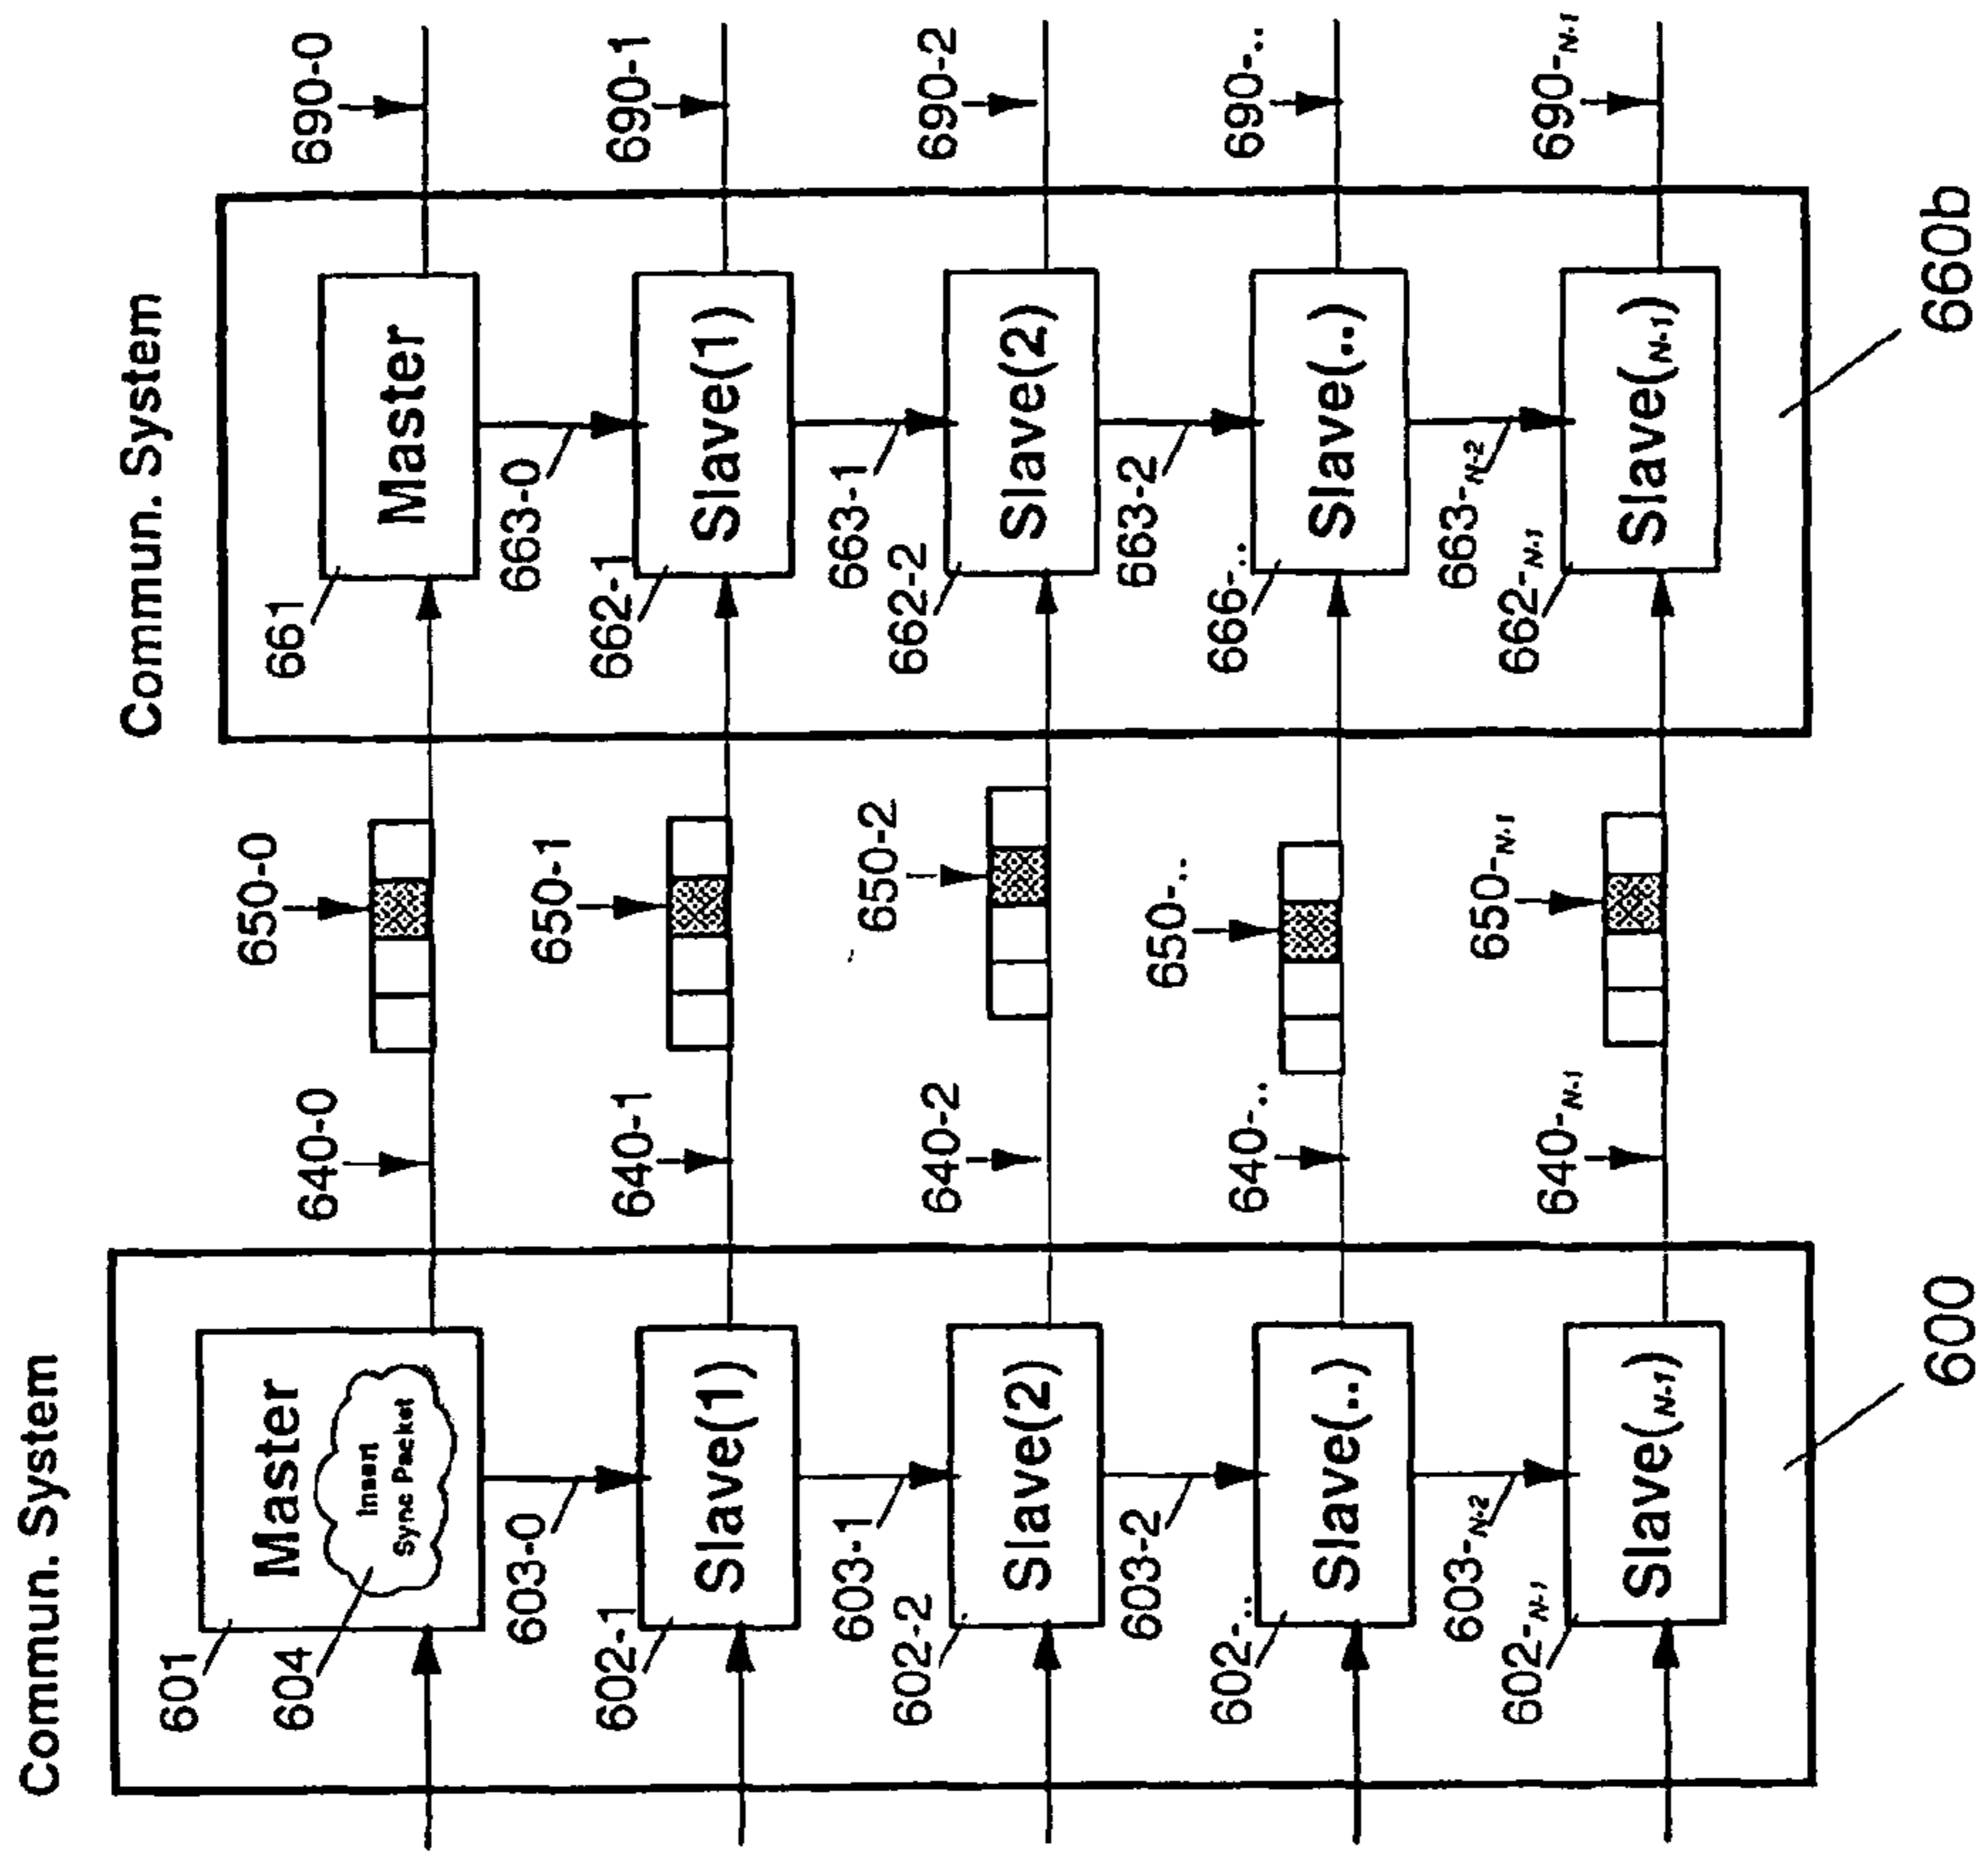 Commun. System
Master
Insert
Sync Packet
601
604
603-0
Slave(1)
602-1
603-1
Slave(2)
602-2
603-2
Slave(..)
602-..
603-N-2
Slave(N-1)
602-N-1
600
640-0
640-1
640-2
640-..
640-N-1
650-0
650-1
650-2
650-..
650-N-1
Commun. System
Master
661
663-0
Slave(1)
662-1
663-1
Slave(2)
662-2
663-2
Slave(..)
666-..
663-N-2
Slave(N-1)
662-N-1
660b
690-0
690-1
690-2
690-..
690-N-1